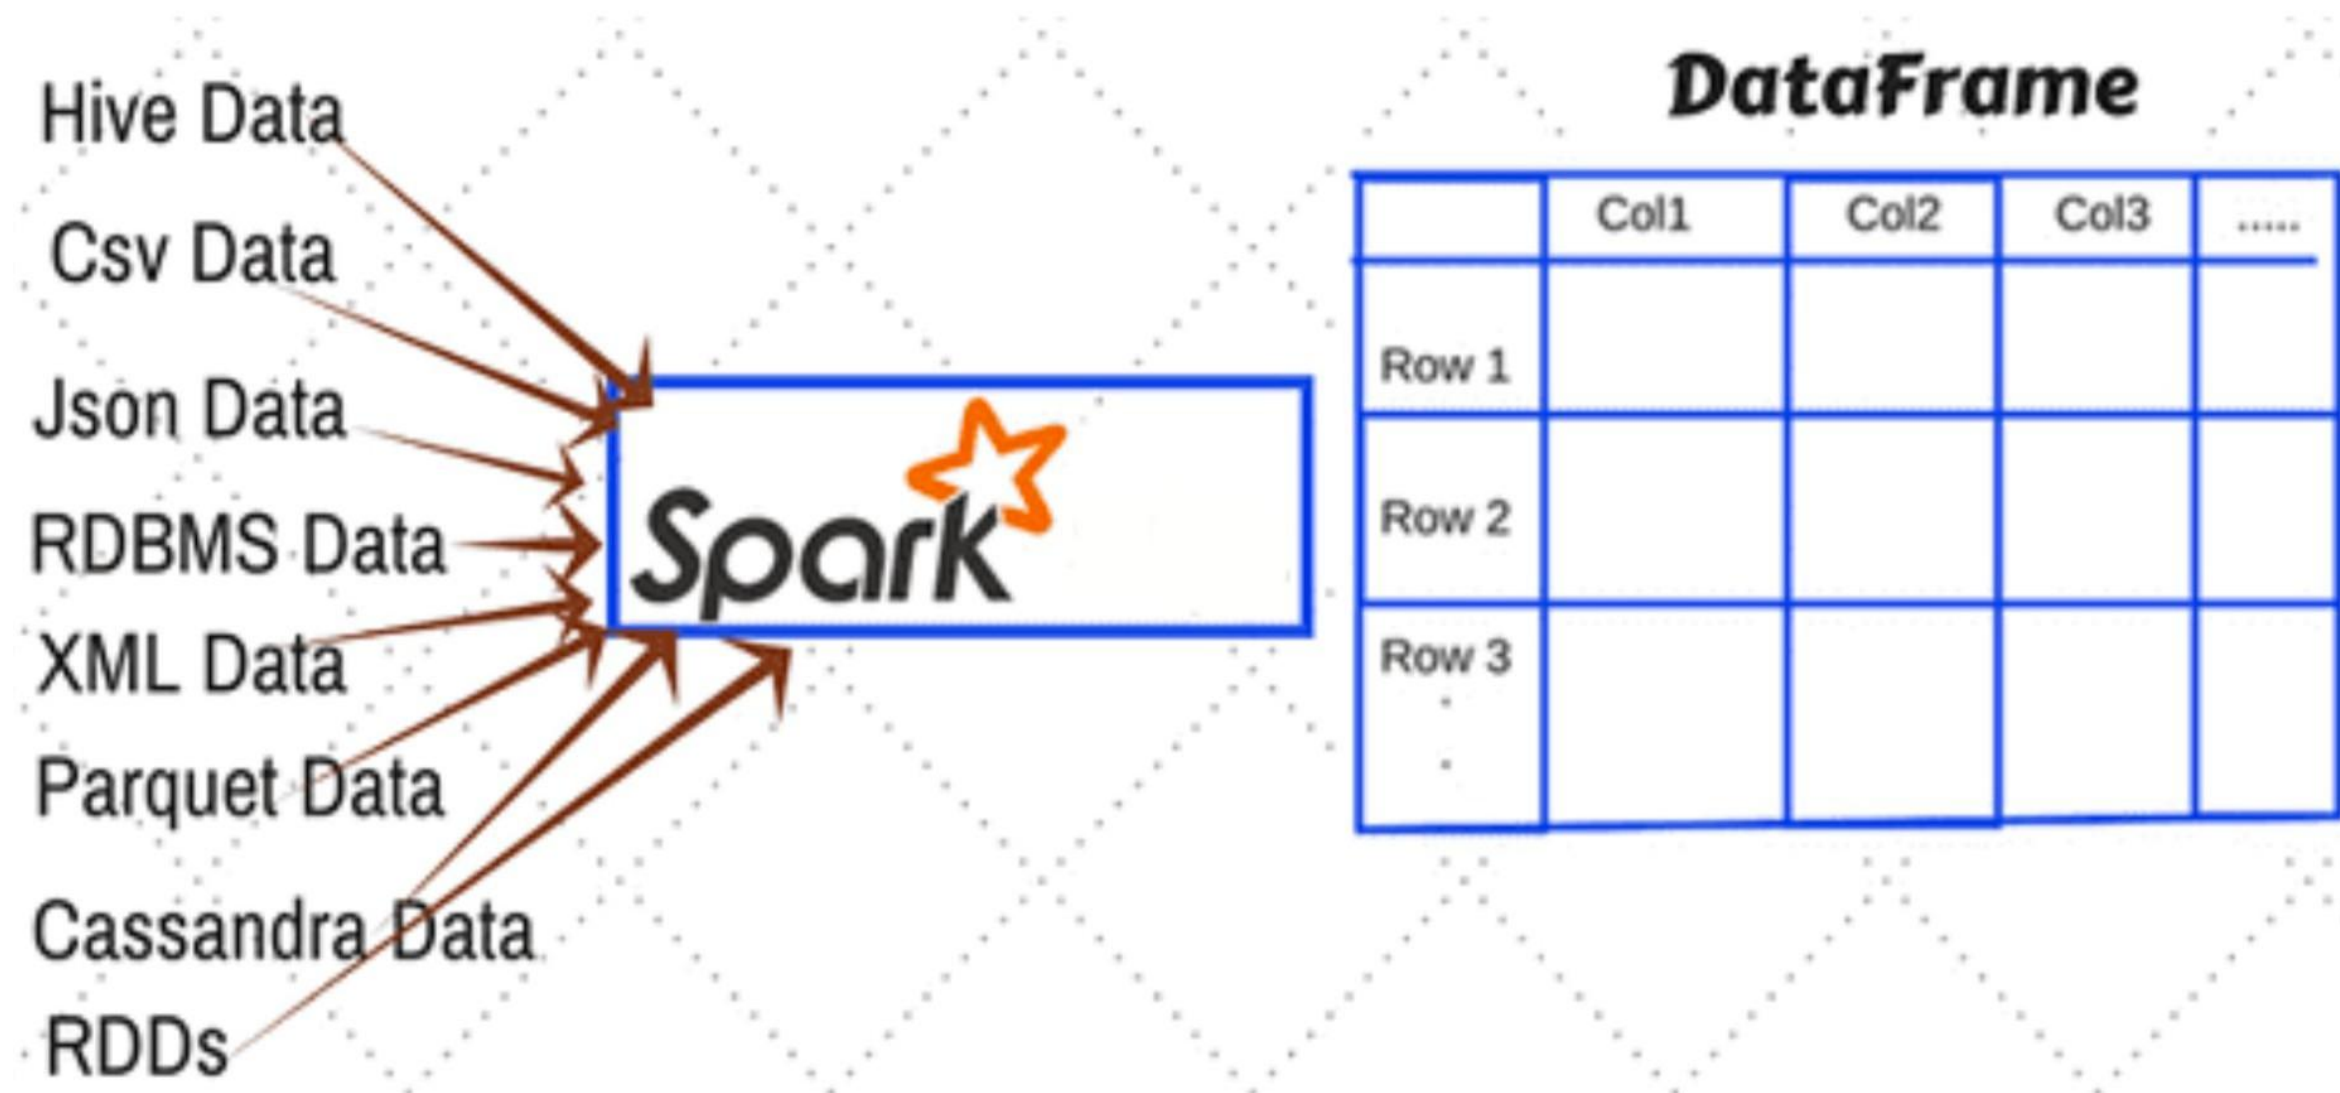 Hive Data
Csv Data
Json Data
RDBMS Data
XML Data
Parquet Data
Cassandra Data
RDDs
Spark
DataFrame
Col1 Col2 Col3 .....
Row 1
Row 2
Row 3
.
.